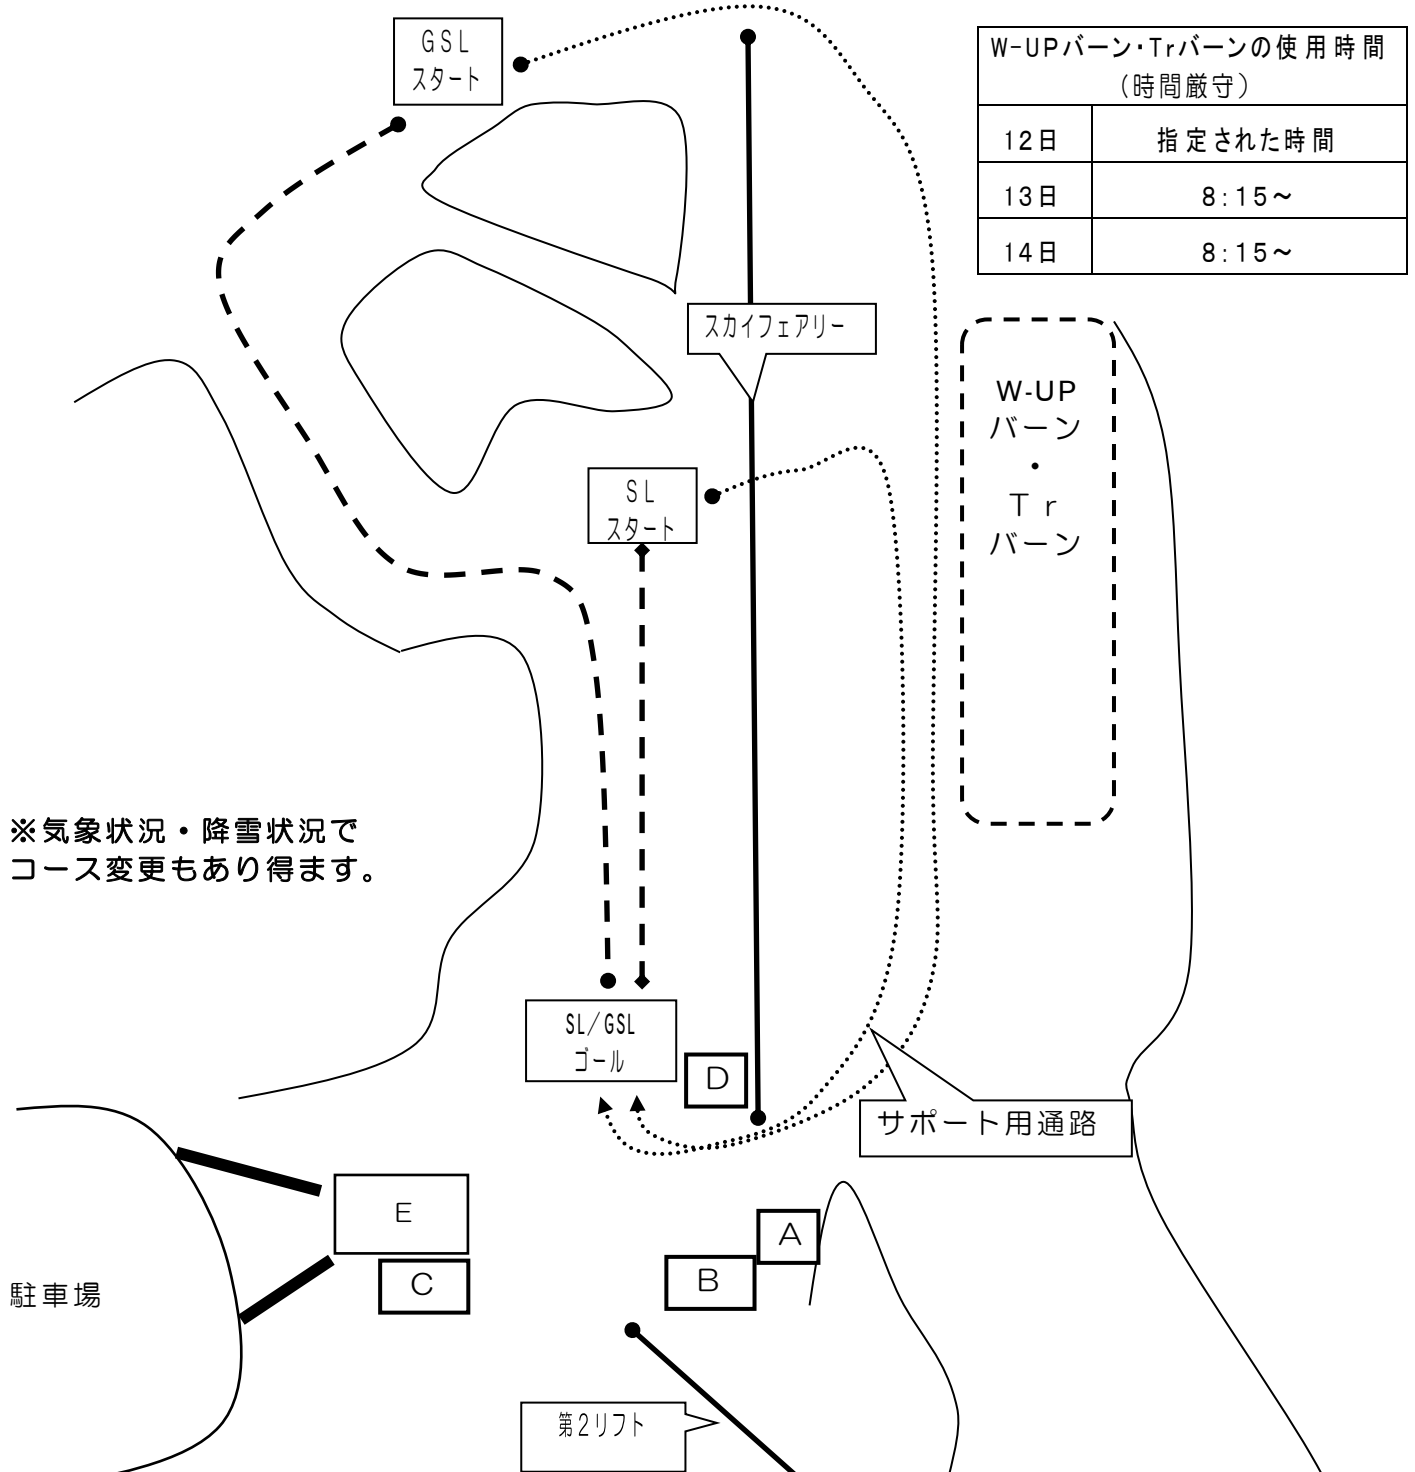 GSL
スタート
W-UPバーン・Trバーンの使用時間
(時間厳守)
12日 指定された時間
13日 8:15～
14日 8:15～
スカイフェアリー
W-UP
バーン
・
Tr
バーン
SL
スタート
※気象状況・降雪状況で
コース変更もあり得ます。
SL/GSL
ゴール
D
サポート用通路
E
A
C
B
駐車場
第2リフト